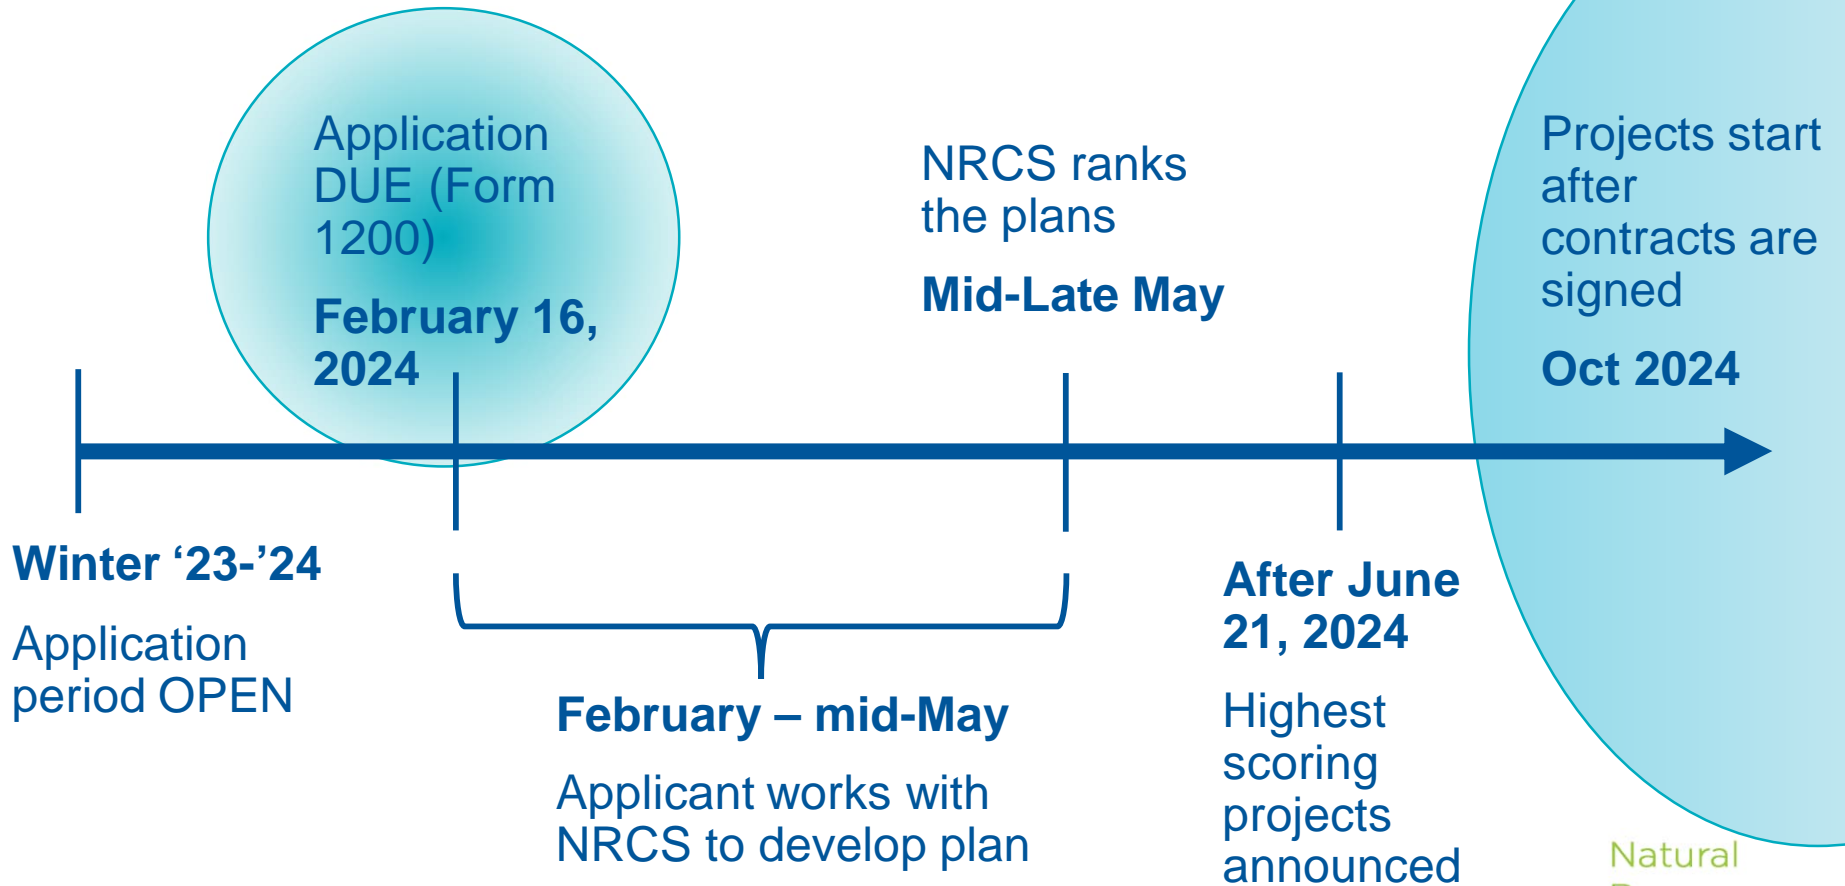 Application
DUE (Form
1200)
February 16,
2024
NRCS ranks
the plans
Mid-Late May
Projects start
after
contracts are
signed
Oct 2024
Winter ‘23-’24
Application
period OPEN
February – mid-May
Applicant works with
NRCS to develop plan
After June
21, 2024
Highest
scoring
projects
announced
Natural